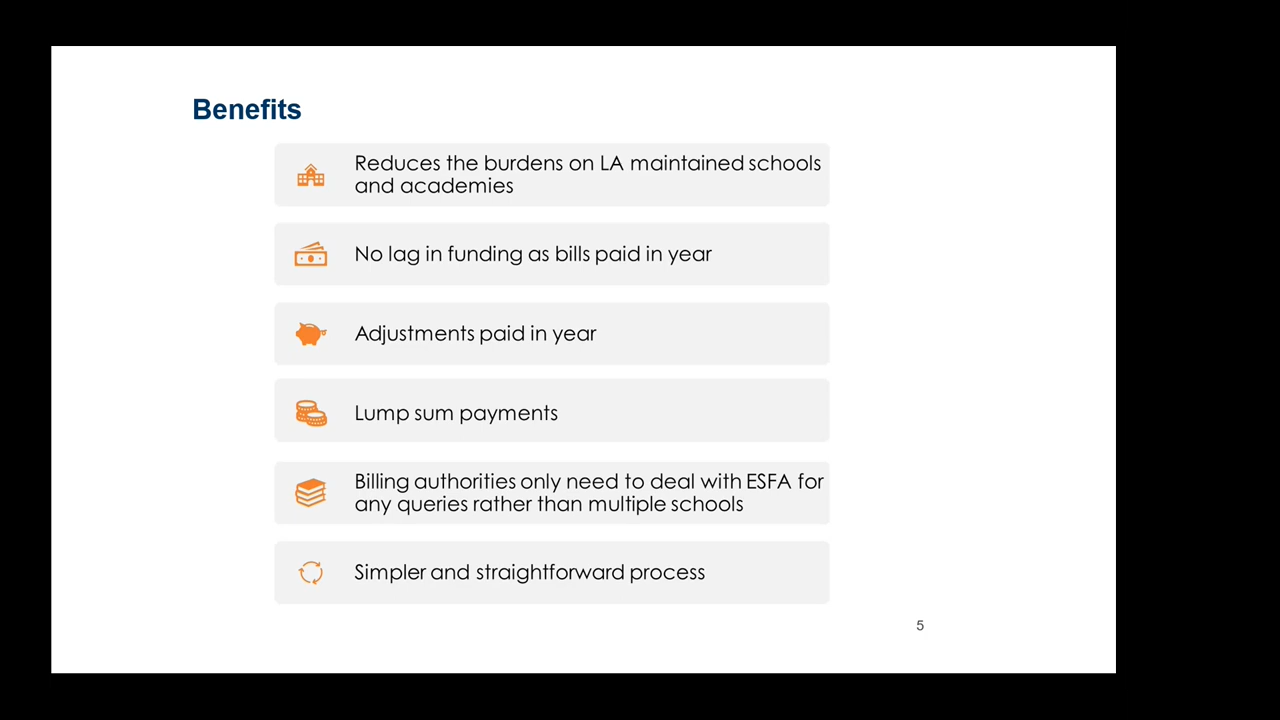 Benefits
Reduces the burdens on LA maintained schools
and academies
No lag in funding as bills paid in year
Adjustments paid in year
Lump sum payments
Billing authorities only need to deal with ESFA for
any queries rather than multiple schools
Simpler and straightforward process
5